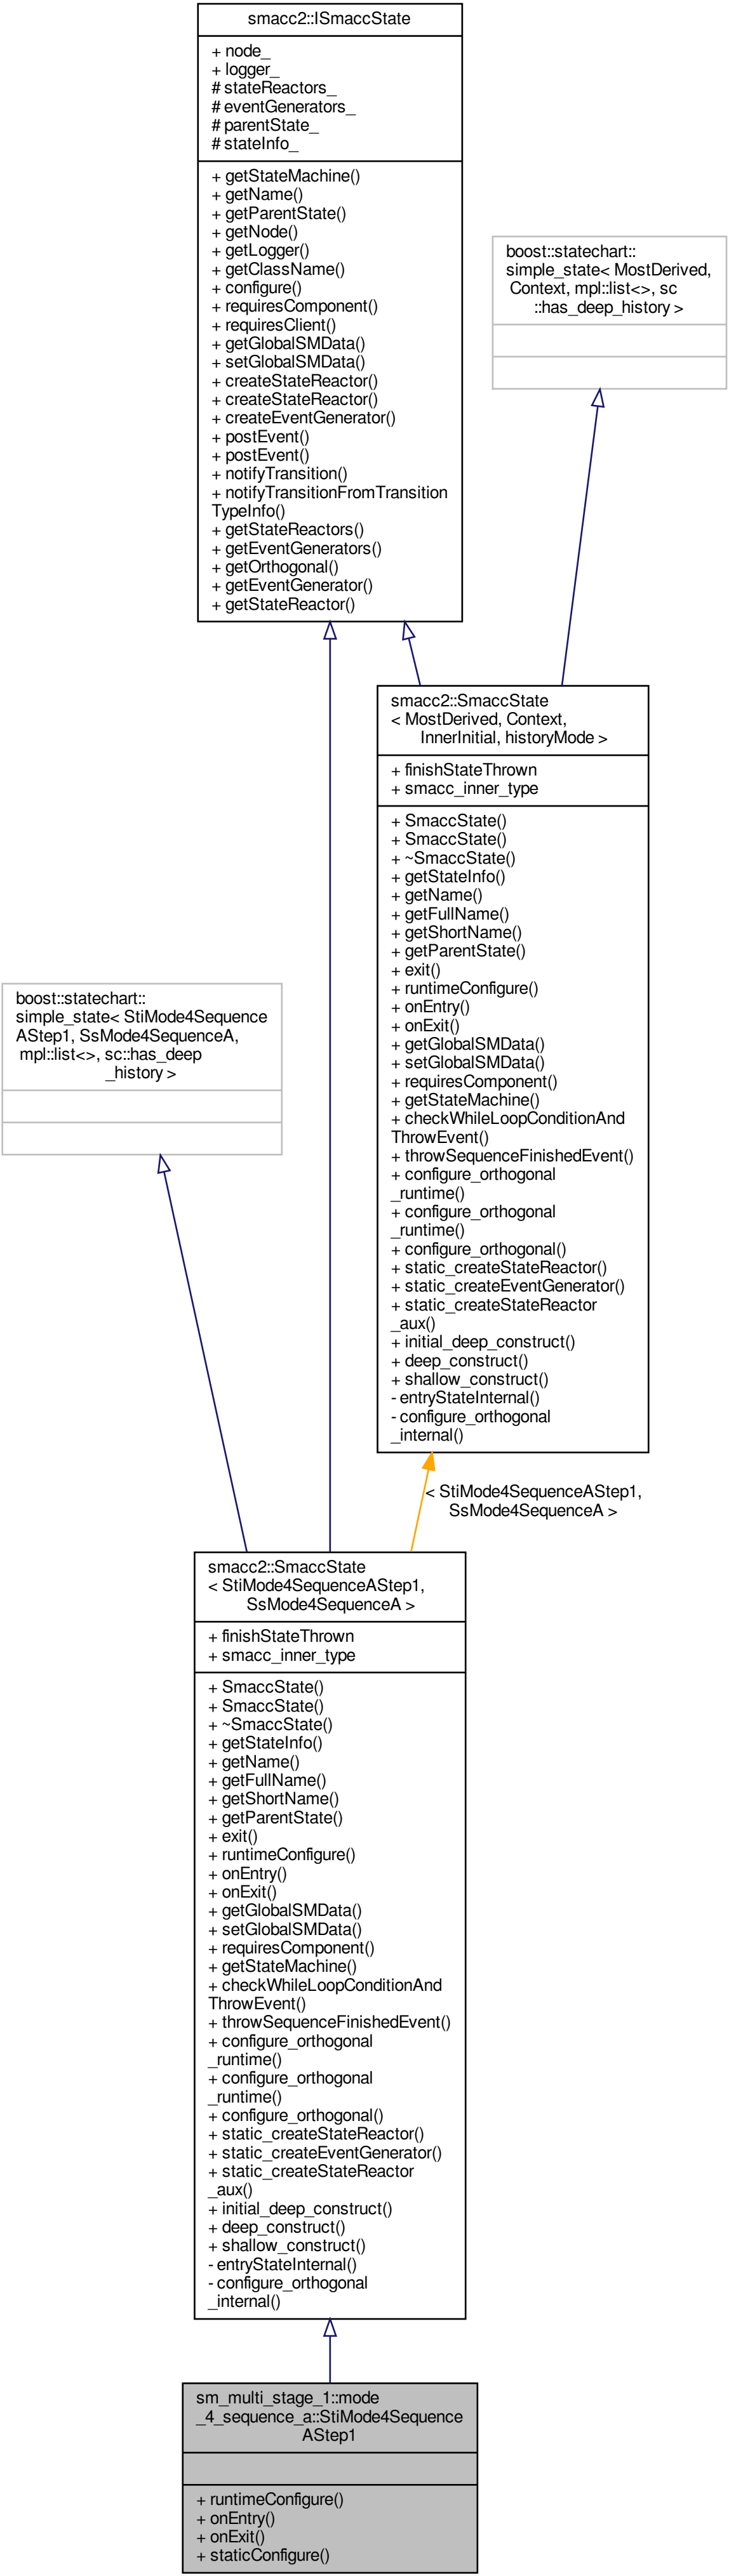 smacc2::ISmaccState
+ node_
+ logger_
# stateReactors_
# eventGenerators_
# parentState_
# stateInfo_
+ getStateMachine()
+ getName()
+ getParentState()
+ getNode()
+ getLogger()
+ getClassName()
+ configure()
+ requiresComponent()
+ requiresClient()
+ getGlobalSMData()
+ setGlobalSMData()
+ createStateReactor()
+ createStateReactor()
+ createEventGenerator()
+ postEvent()
+ postEvent()
+ notifyTransition()
+ notifyTransitionFromTransition
TypeInfo()
+ getStateReactors()
+ getEventGenerators()
+ getOrthogonal()
+ getEventGenerator()
+ getStateReactor()
boost::statechart::
simple_state< MostDerived,
Context, mpl::list<>, sc
::has_deep_history >
smacc2::SmaccState
< MostDerived, Context,
InnerInitial, historyMode >
+ finishStateThrown
+ smacc_inner_type
+ SmaccState()
+ SmaccState()
+ ~SmaccState()
+ getStateInfo()
+ getName()
+ getFullName()
+ getShortName()
+ getParentState()
+ exit()
+ runtimeConfigure()
+ onEntry()
+ onExit()
+ getGlobalSMData()
+ setGlobalSMData()
+ requiresComponent()
+ getStateMachine()
+ checkWhileLoopConditionAnd
ThrowEvent()
+ throwSequenceFinishedEvent()
+ configure_orthogonal
_runtime()
+ configure_orthogonal
_runtime()
+ configure_orthogonal()
+ static_createStateReactor()
+ static_createEventGenerator()
+ static_createStateReactor
_aux()
+ initial_deep_construct()
+ deep_construct()
+ shallow_construct()
- entryStateInternal()
- configure_orthogonal
_internal()
boost::statechart::
simple_state< StiMode4Sequence
AStep1, SsMode4SequenceA,
mpl::list<>, sc::has_deep
_history >
< StiMode4SequenceAStep1,
SsMode4SequenceA >
smacc2::SmaccState
< StiMode4SequenceAStep1,
SsMode4SequenceA >
+ finishStateThrown
+ smacc_inner_type
+ SmaccState()
+ SmaccState()
+ ~SmaccState()
+ getStateInfo()
+ getName()
+ getFullName()
+ getShortName()
+ getParentState()
+ exit()
+ runtimeConfigure()
+ onEntry()
+ onExit()
+ getGlobalSMData()
+ setGlobalSMData()
+ requiresComponent()
+ getStateMachine()
+ checkWhileLoopConditionAnd
ThrowEvent()
+ throwSequenceFinishedEvent()
+ configure_orthogonal
_runtime()
+ configure_orthogonal
_runtime()
+ configure_orthogonal()
+ static_createStateReactor()
+ static_createEventGenerator()
+ static_createStateReactor
_aux()
+ initial_deep_construct()
+ deep_construct()
+ shallow_construct()
- entryStateInternal()
- configure_orthogonal
_internal()
sm_multi_stage_1::mode
_4_sequence_a::StiMode4Sequence
AStep1
+ runtimeConfigure()
+ onEntry()
+ onExit()
+ staticConfigure()